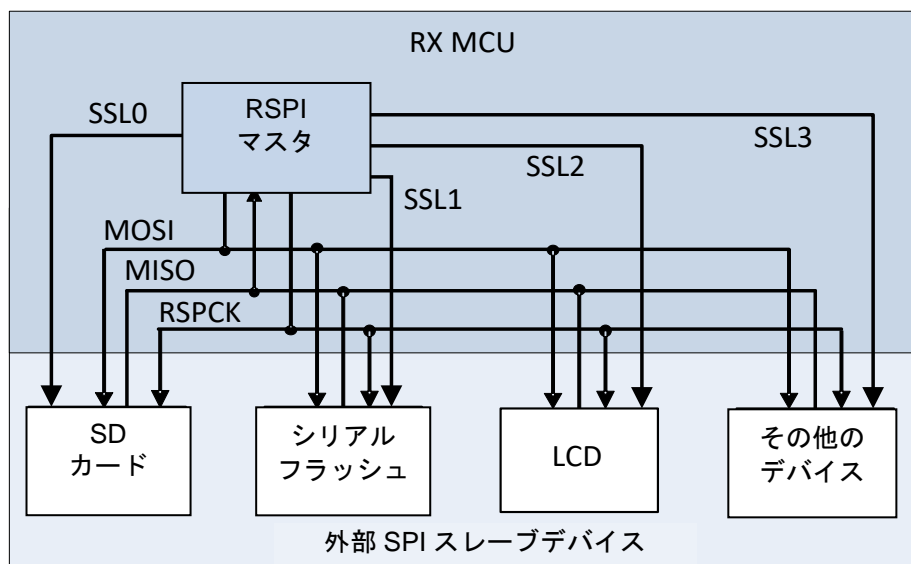 RX MCU
RSPI
マスタ
SSL0
SSL3
SSL2
SSL1
MOSI
MISO
RSPCK
SD
カード
シリアル
フラッシュ
LCD
その他の
デバイス
外部 SPI スレーブデバイス